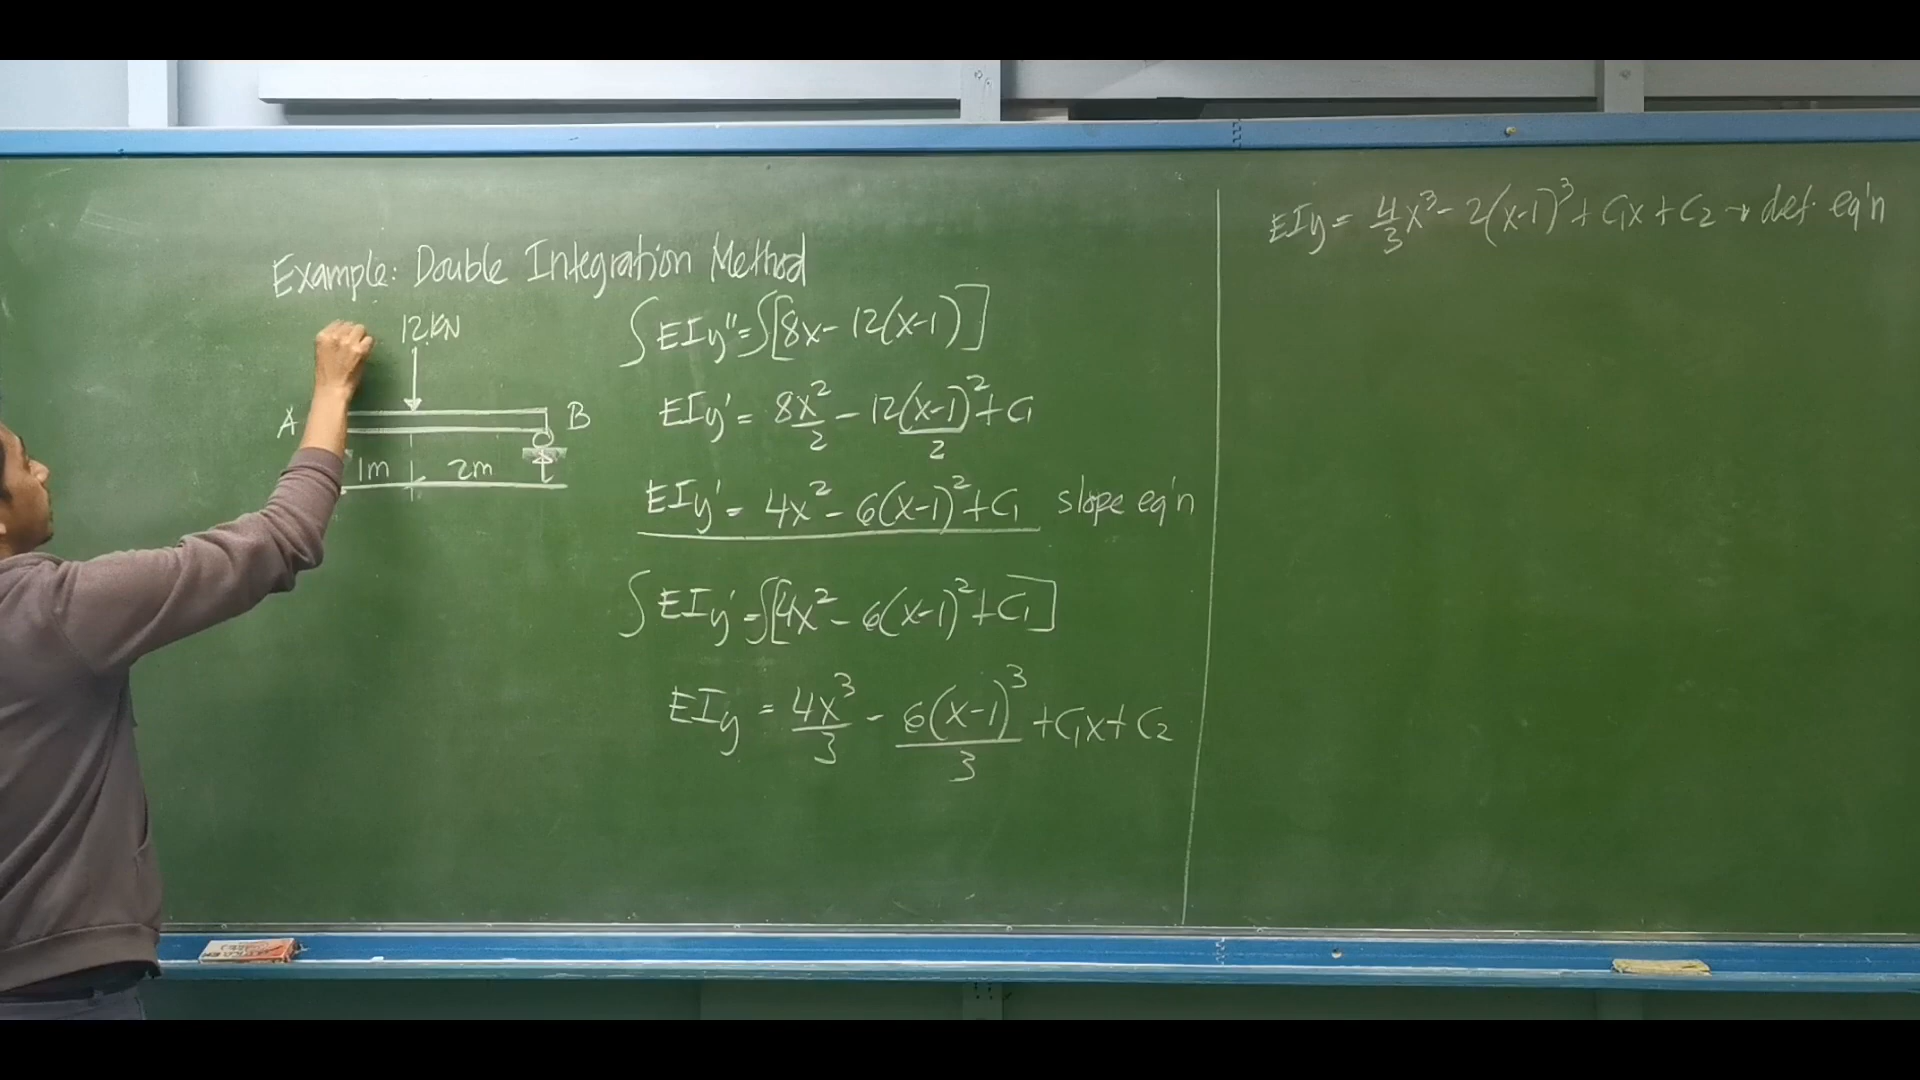 Example: Double Integration Method
12KN
A
B
1m
2m
∫EIy''=∫[8x-12(x-1)]
EIy' = 8x²/2 - 12(x-1)²/2 + C₁
EIy' = 4x² - 6(x-1)² + C₁ slope eq'n
∫EIy'=∫[4x² - 6(x-1)² + C₁]
EIy = 4x³/3 - 6(x-1)³/3 + C₁x + C₂
EIy = 4/3 x³ - 2(x-1)³ + C₁x + C₂ → def. eq'n